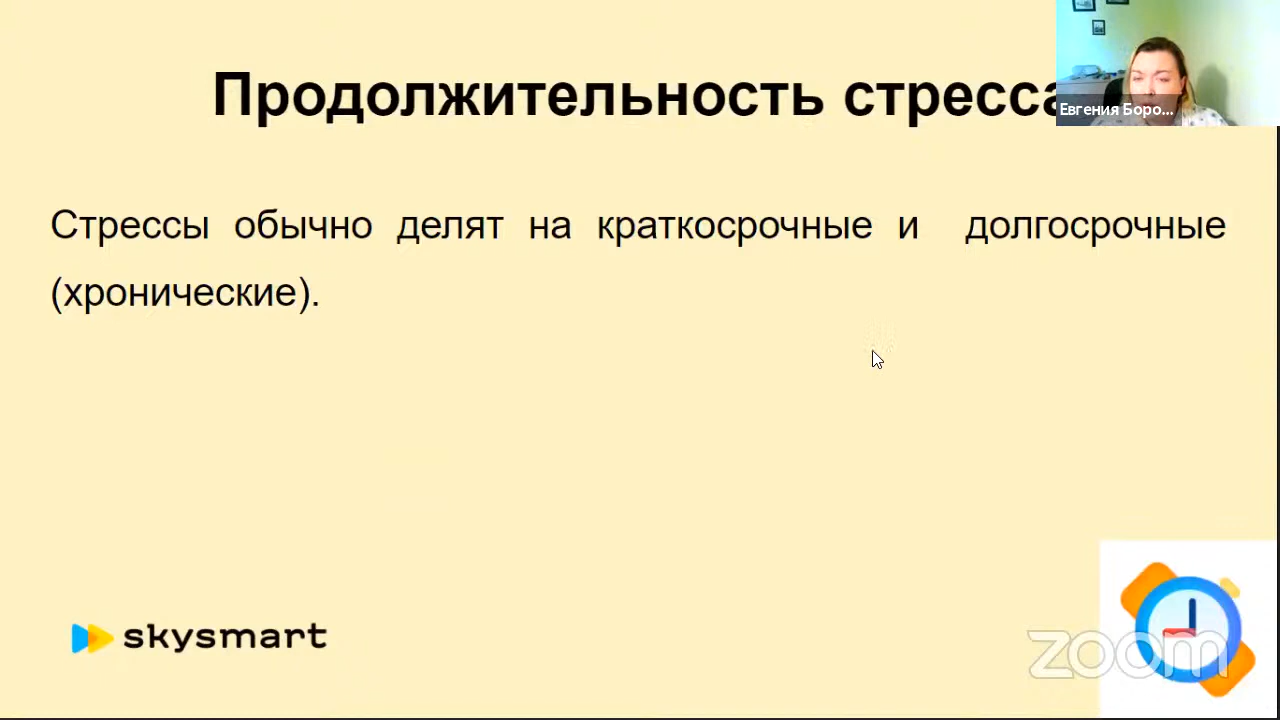 Продолжительность стресса
Евгения Боро...
Стрессы обычно делят на краткосрочные и долгосрочные
(хронические).
skysmart
zoom